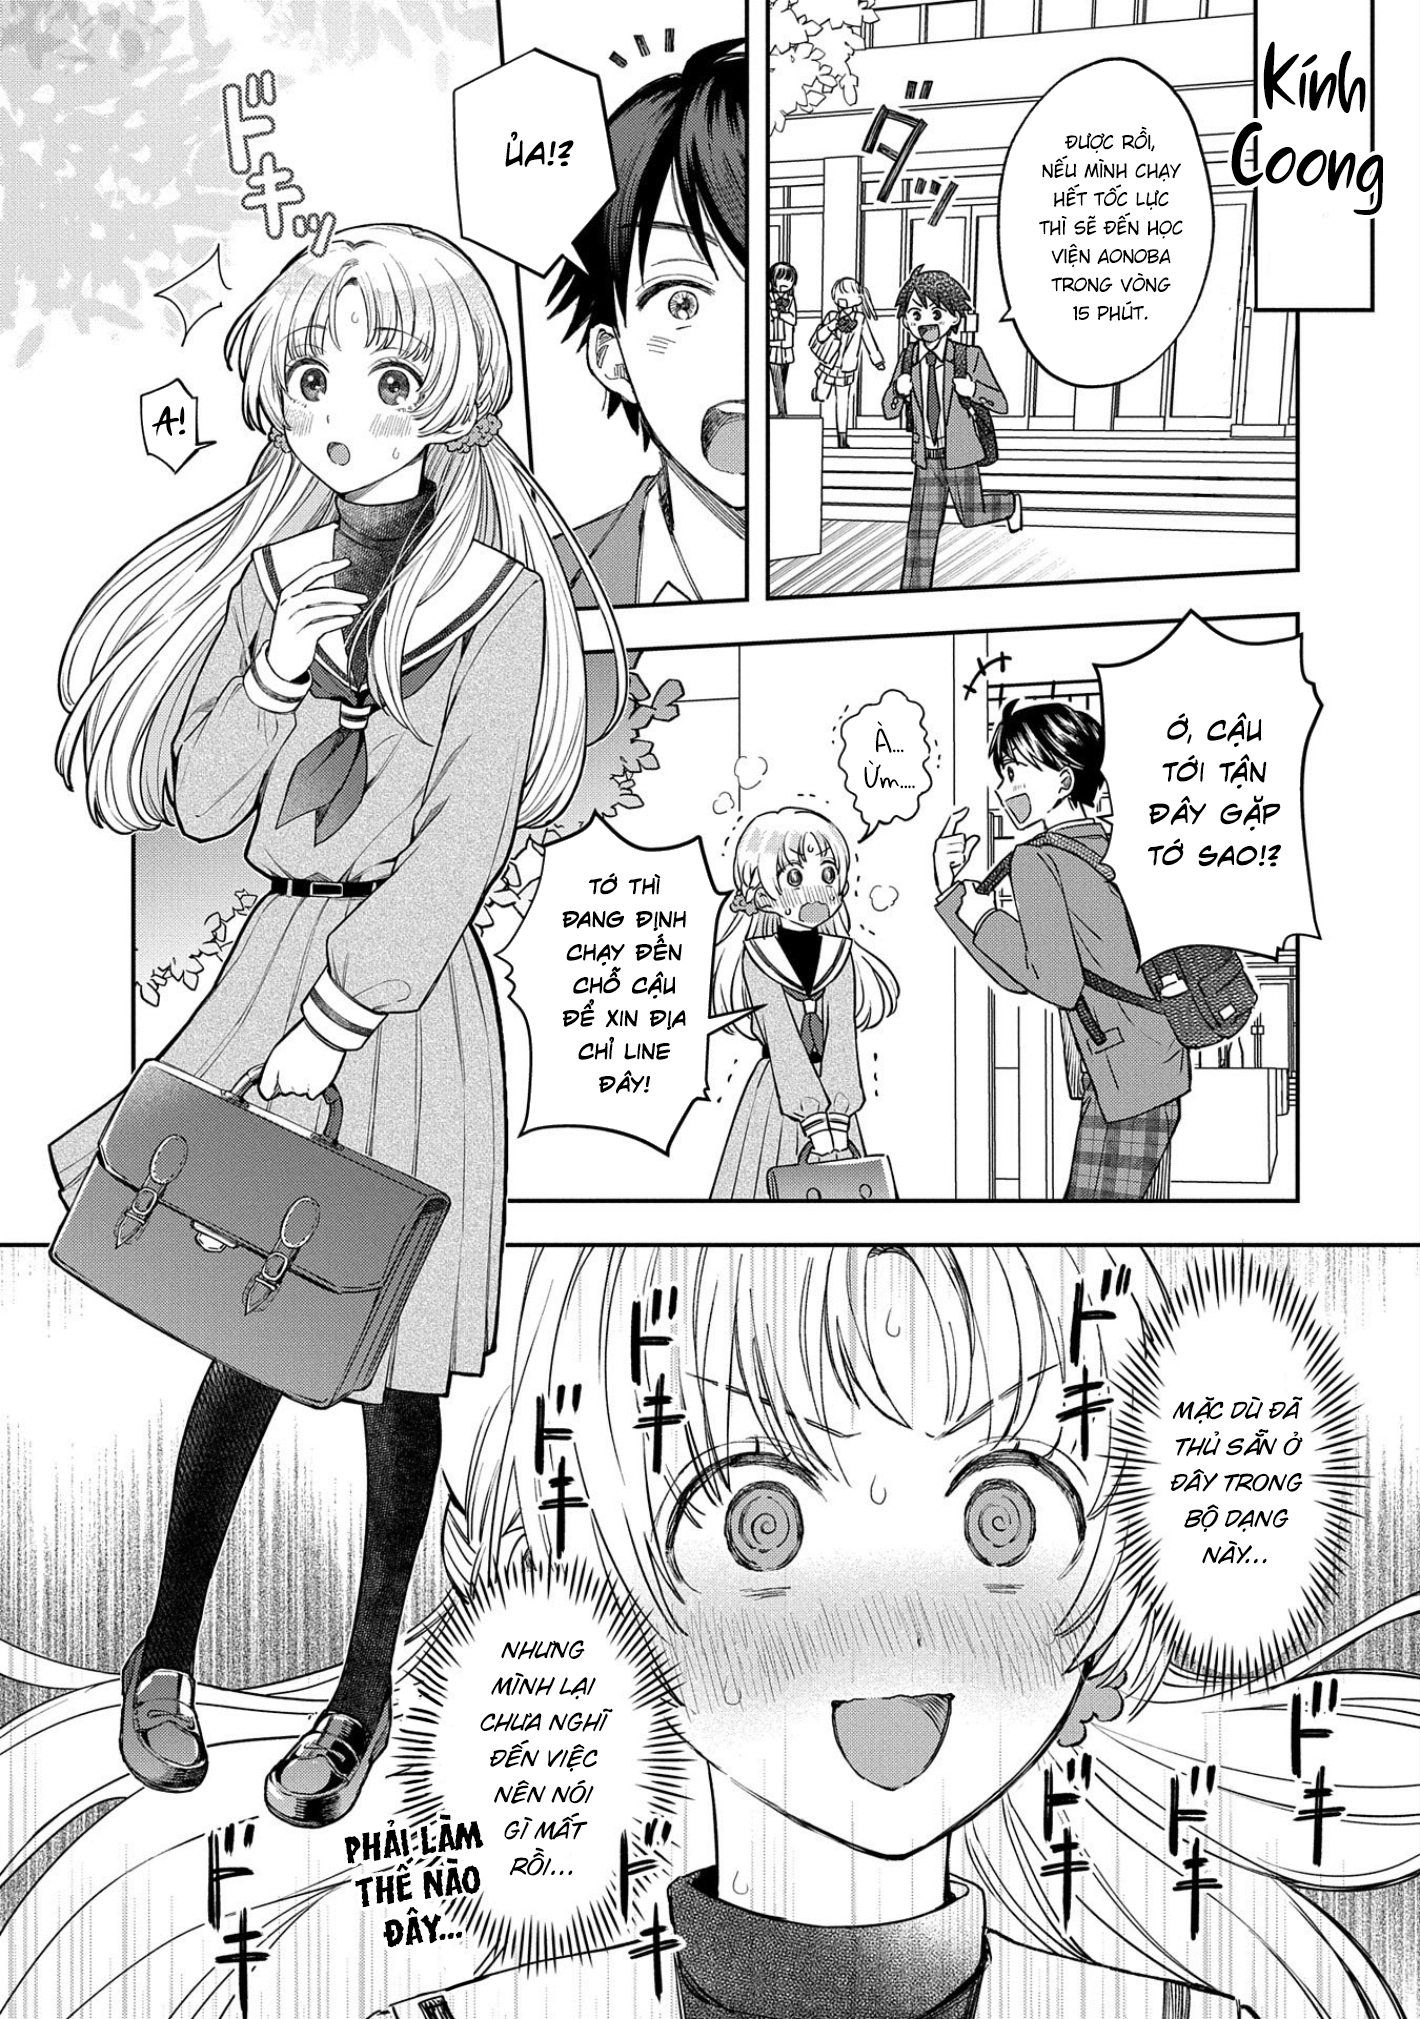 Kính
Coong
ĐƯỢC RỒI,
NẾU MÌNH CHẠY
HẾT TỐC LỰC
THÌ SẼ ĐẾN HỌC
VIỆN AONOBA
TRONG VÒNG
15 PHÚT.
ダッ
ỦA!?
ドキッ
A!
Ớ, CẬU
TỚI TẬN
ĐÂY GẶP
TỚ SAO!?
À...
Ừm....
TỚ THÌ
ĐANG ĐỊNH
CHẠY ĐẾN
CHỖ CẬU
ĐỂ XIN ĐỊA
CHỈ LINE
ĐÂY!
MẶC DÙ ĐÃ
THỦ SẴN Ở
ĐÂY TRONG
BỘ DẠNG
NÀY...
ドキ
ドキ
ドキ
ドキ
ドキ
ドキ
ドキ
ドキ
NHƯNG
MÌNH LẠI
CHƯA NGHĨ
ĐẾN VIỆC
NÊN NÓI
GÌ MẤT
RỒI...
PHẢI LÀM
THẾ NÀO
ĐÂY...